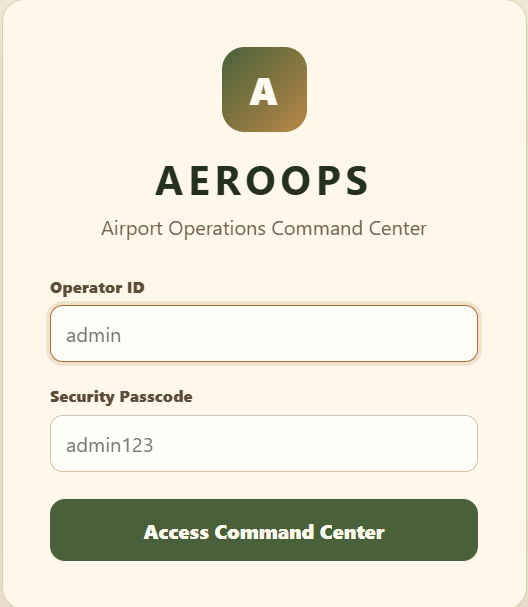 A
AEROOPS
Airport Operations Command Center
Operator ID
admin
Security Passcode
admin123
Access Command Center